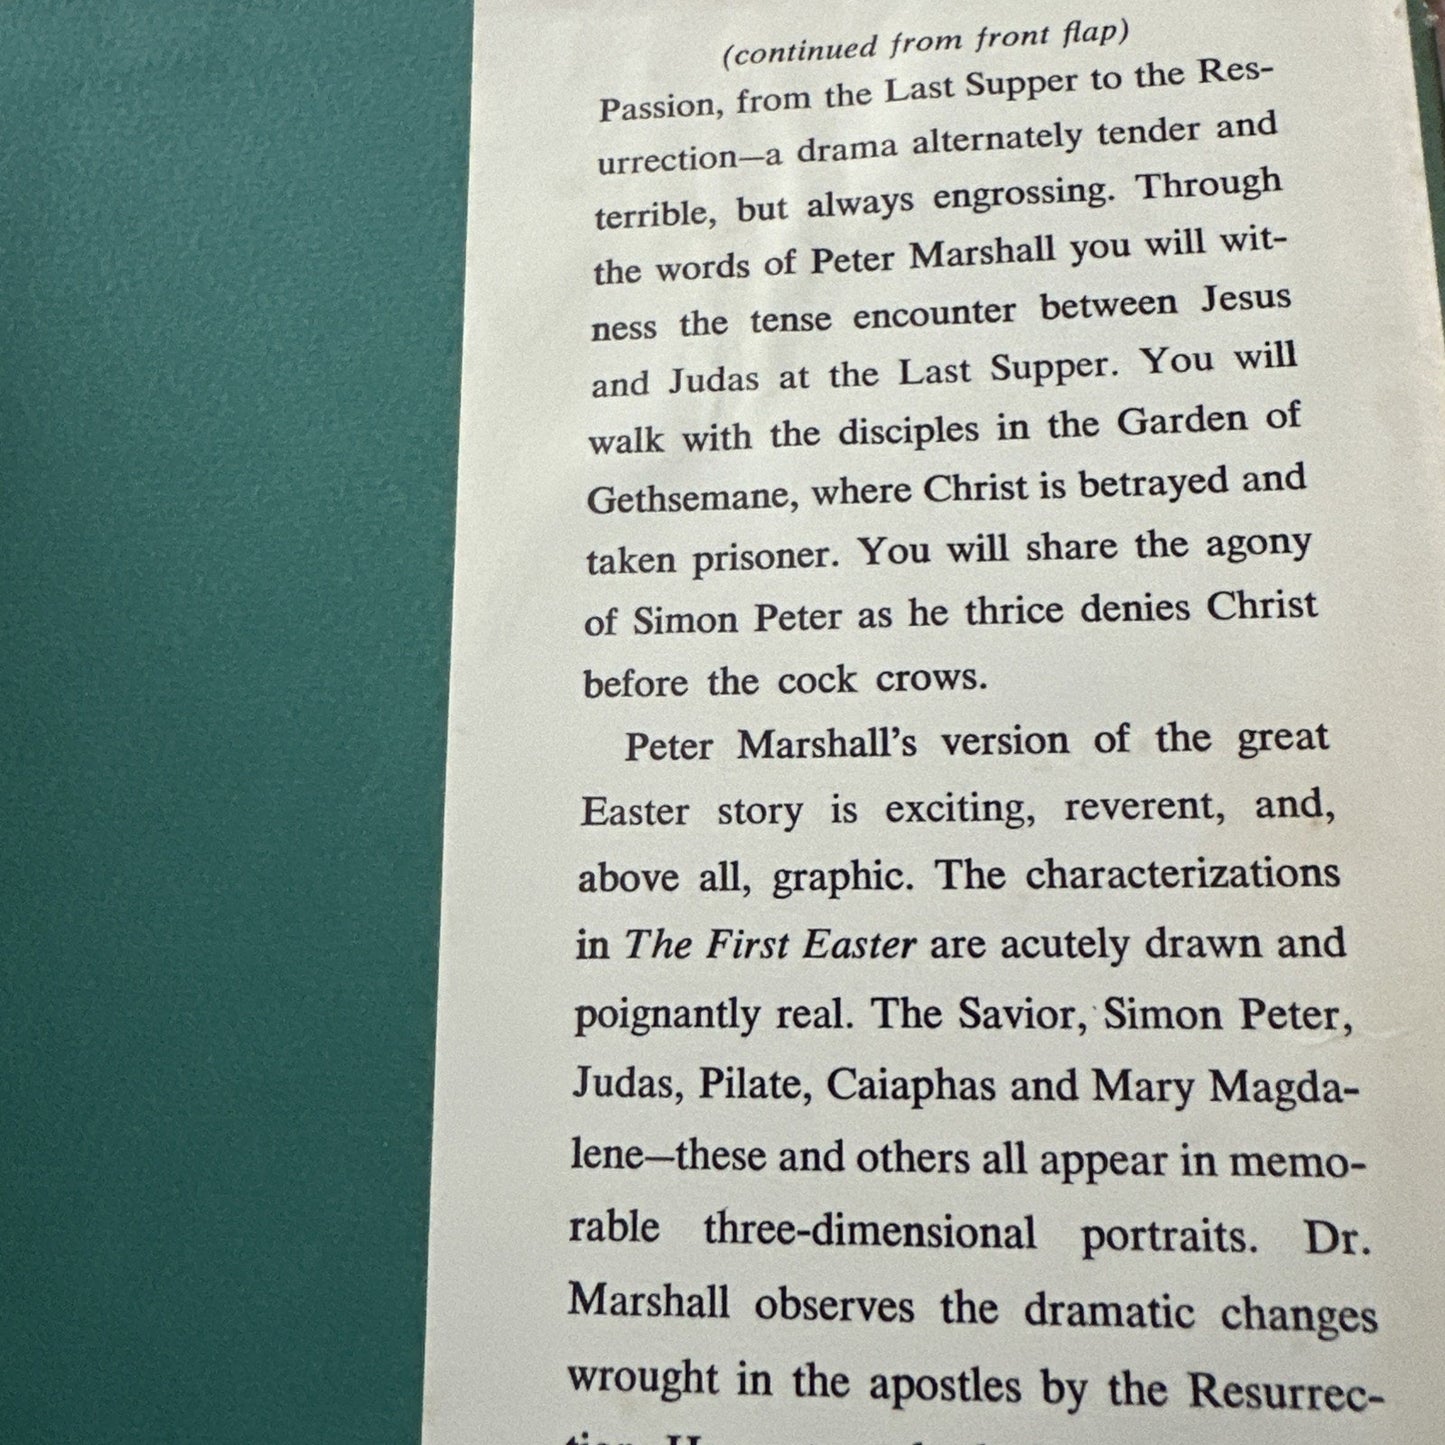 (continued from front flap)
Passion, from the Last Supper to the Res-
urrection—a drama alternately tender and
terrible, but always engrossing. Through
the words of Peter Marshall you will wit-
ness the tense encounter between Jesus
and Judas at the Last Supper. You will
walk with the disciples in the Garden of
Gethsemane, where Christ is betrayed and
taken prisoner. You will share the agony
of Simon Peter as he thrice denies Christ
before the cock crows.
Peter Marshall's version of the great
Easter story is exciting, reverent, and,
above all, graphic. The characterizations
in The First Easter are acutely drawn and
poignantly real. The Savior, Simon Peter,
Judas, Pilate, Caiaphas and Mary Magda-
lene—these and others all appear in memo-
rable three-dimensional portraits. Dr.
Marshall observes the dramatic changes
wrought in the apostles by the Resurrec-